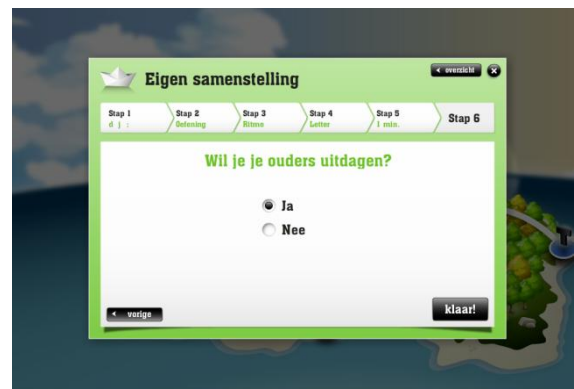 Eigen samenstelling
overzicht
Stap 1
d j ;
Stap 2
Oefening
Stap 3
Ritme
Stap 4
Letter
Stap 5
1 min.
Stap 6
Wil je je ouders uitdagen?
Ja
Nee
vorige
klaar!
T